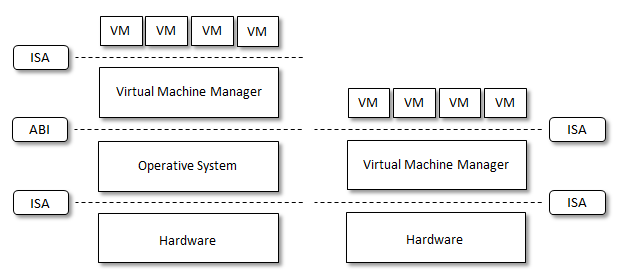 VM VM VM VM
ISA
Virtual Machine Manager
VM VM VM VM
ABI
ISA
Operative System
Virtual Machine Manager
ISA
ISA
Hardware
Hardware